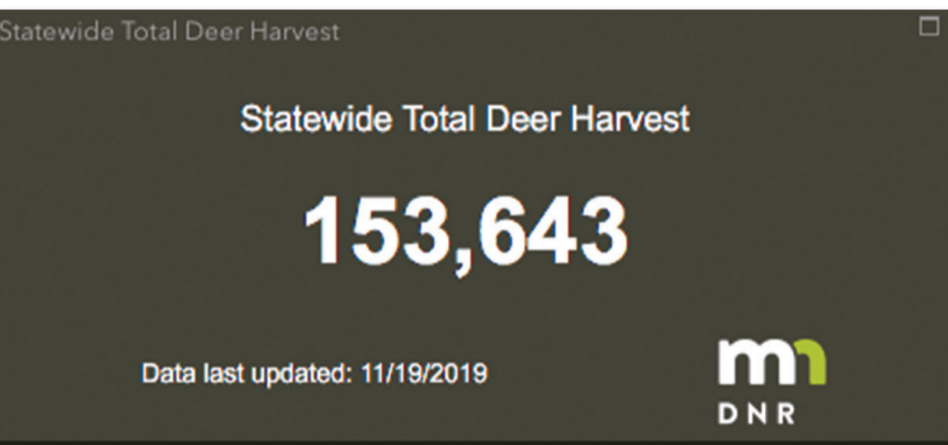 Statewide Total Deer Harvest
Statewide Total Deer Harvest
153,643
Data last updated: 11/19/2019
mn
DNR